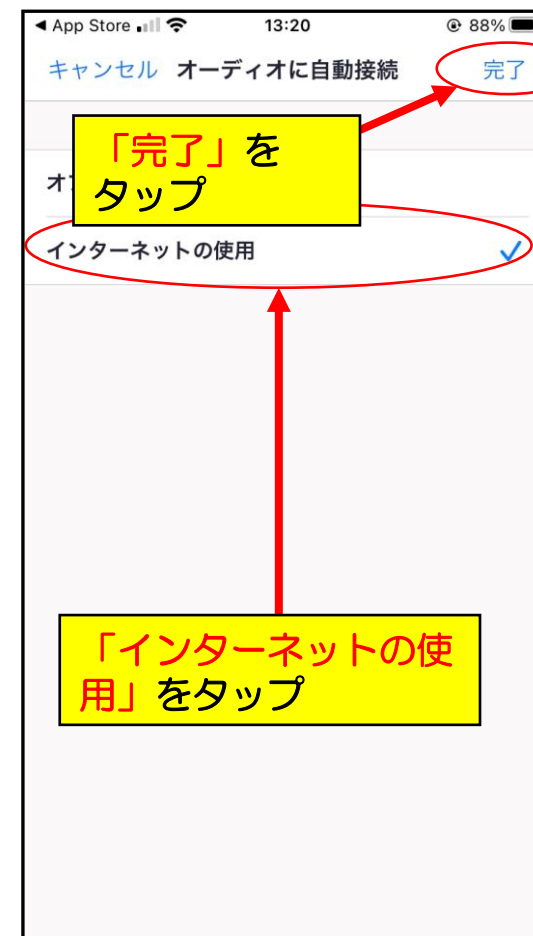 ◀ App Store 13:20 88%
キャンセル オーディオに自動接続 完了
「完了」を
タップ
インターネットの使用
「インターネットの使
用」をタップ